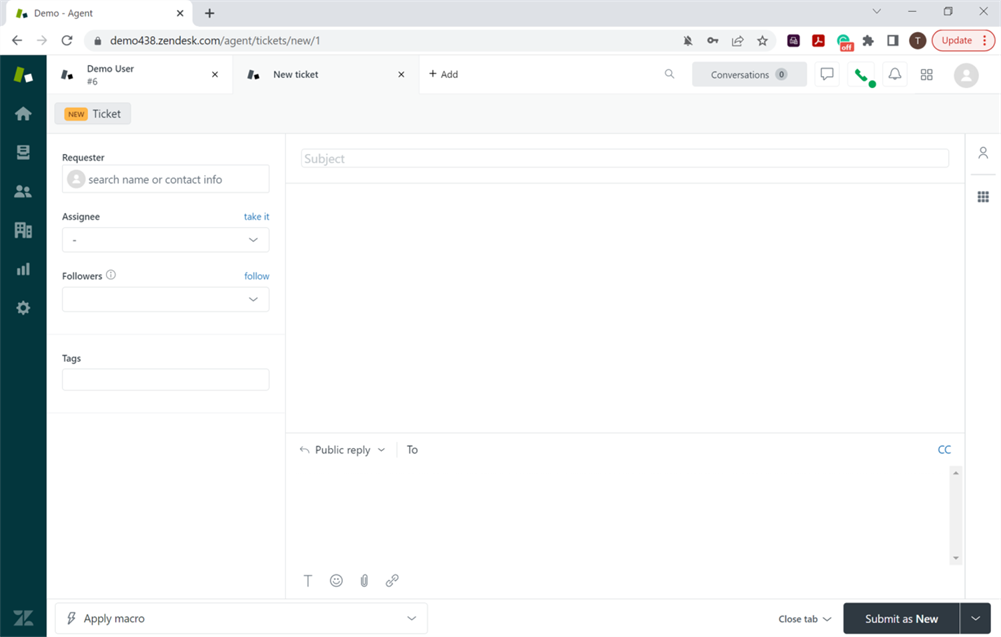 Demo - Agent
demo438.zendesk.com/agent/tickets/new/1
off
T
Update
Demo User
#6
New ticket
+ Add
Conversations 0
NEW Ticket
Requester
search name or contact info
Assignee take it
-
Followers follow
Tags
Subject
Public reply To CC
T
Apply macro
Close tab
Submit as New